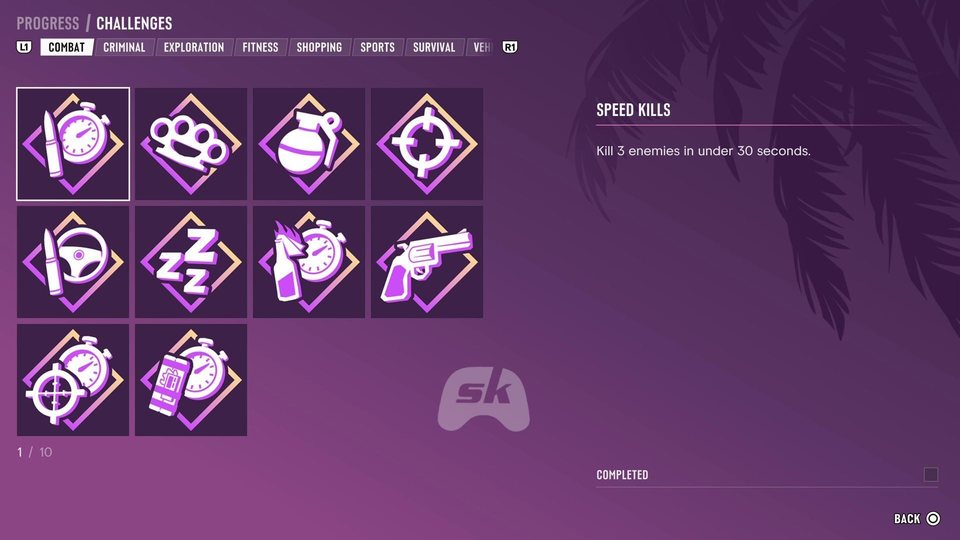 PROGRESS / CHALLENGES
L1 COMBAT CRIMINAL EXPLORATION FITNESS SHOPPING SPORTS SURVIVAL VEH R1
SPEED KILLS
Kill 3 enemies in under 30 seconds.
Z Z Z
sk
1 / 10
COMPLETED
BACK